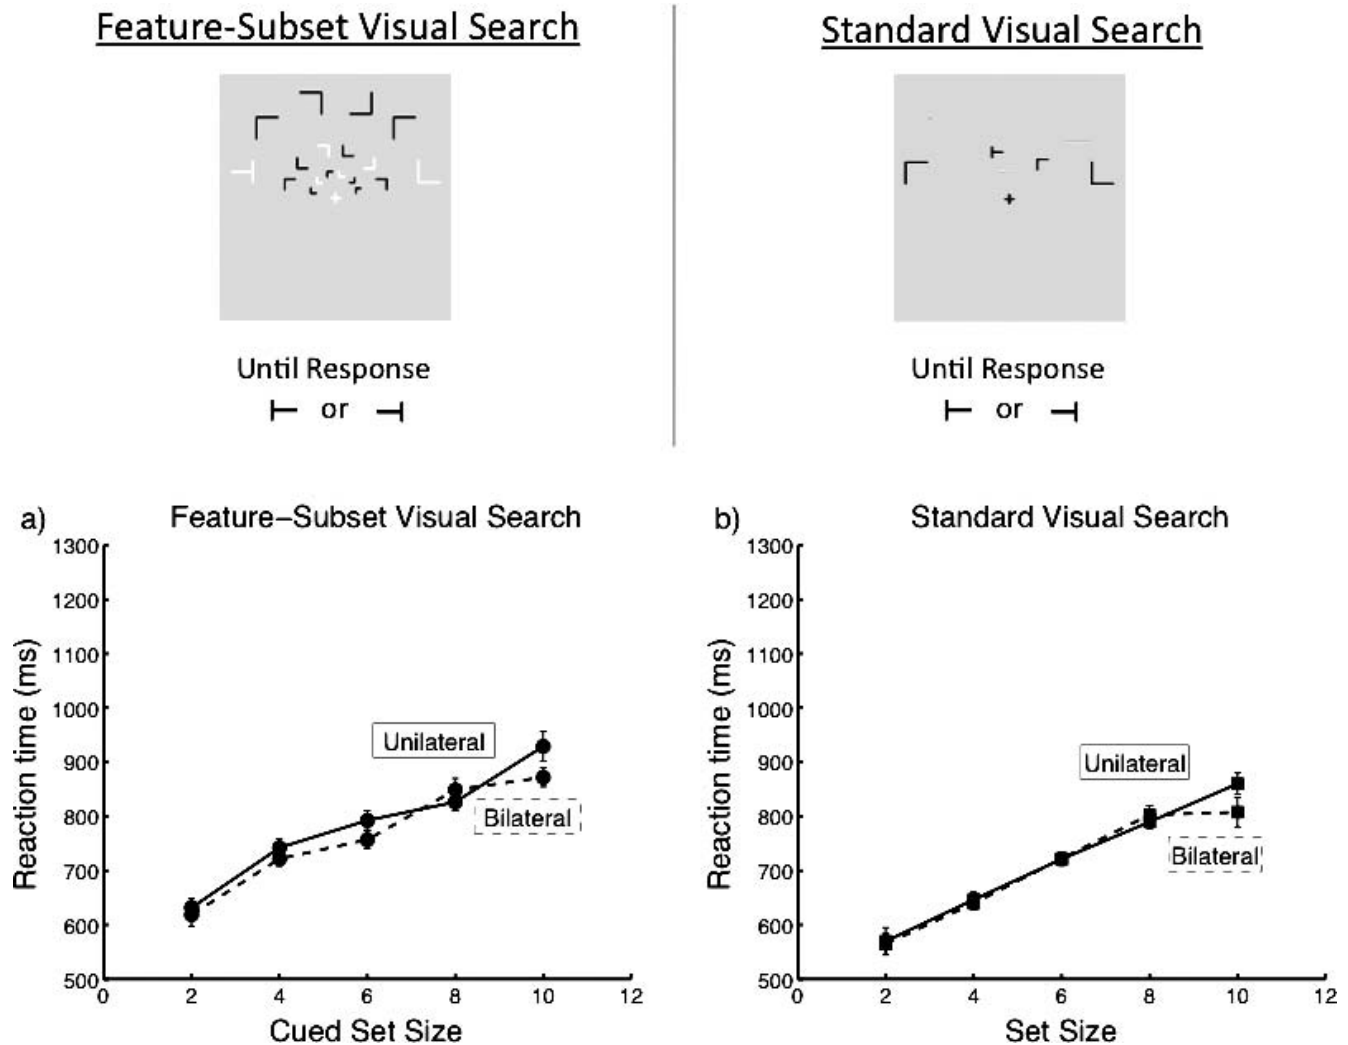 Feature-Subset Visual Search
Until Response
or
Standard Visual Search
Until Response
or
a) Feature–Subset Visual Search
1300
1200
1100
1000
900
800
700
600
500
Reaction time (ms)
Unilateral
Bilateral
0 2 4 6 8 10 12
Cued Set Size
b) Standard Visual Search
1300
1200
1100
1000
900
800
700
600
500
Reaction time (ms)
Unilateral
Bilateral
0 2 4 6 8 10 12
Set Size